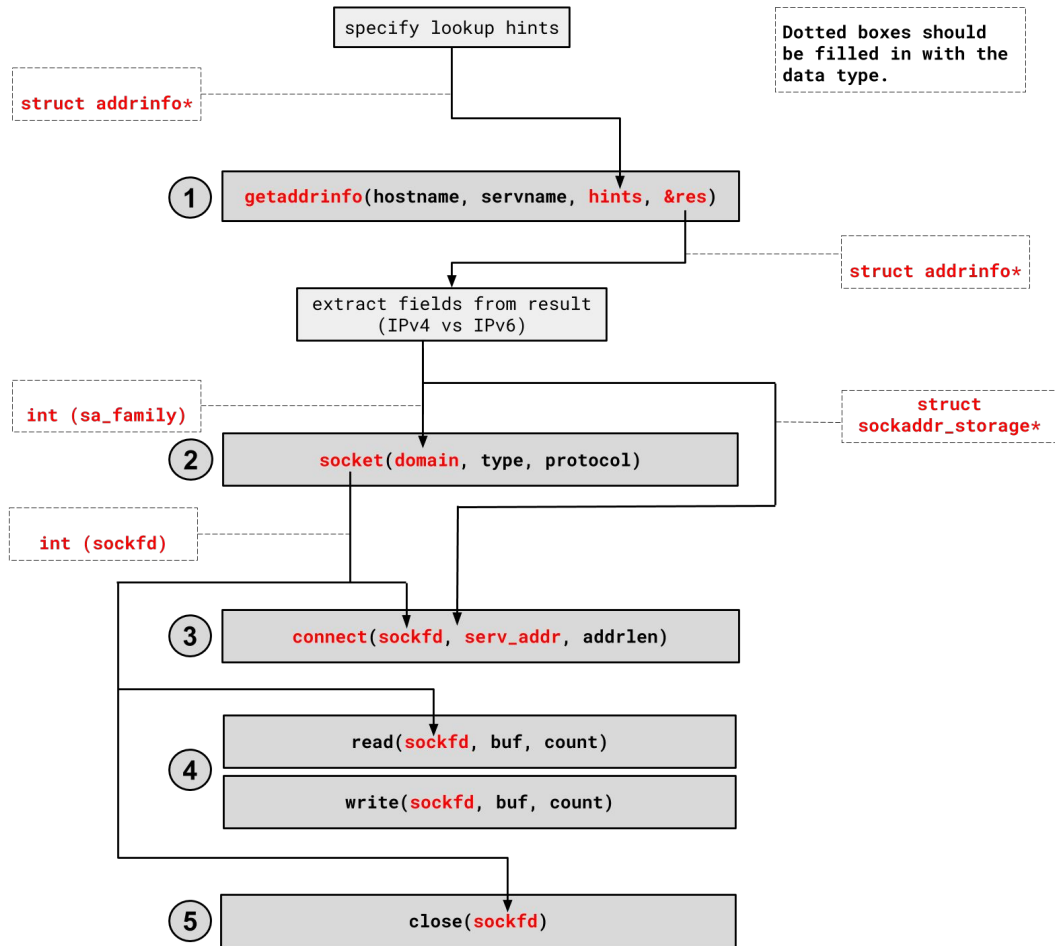 specify lookup hints
Dotted boxes should
be filled in with the
data type.
struct addrinfo*
1
getaddrinfo(hostname, servname, hints, &res)
struct addrinfo*
extract fields from result
(IPv4 vs IPv6)
int (sa_family)
struct
sockaddr_storage*
2
socket(domain, type, protocol)
int (sockfd)
3
connect(sockfd, serv_addr, addrlen)
4
read(sockfd, buf, count)
write(sockfd, buf, count)
5
close(sockfd)